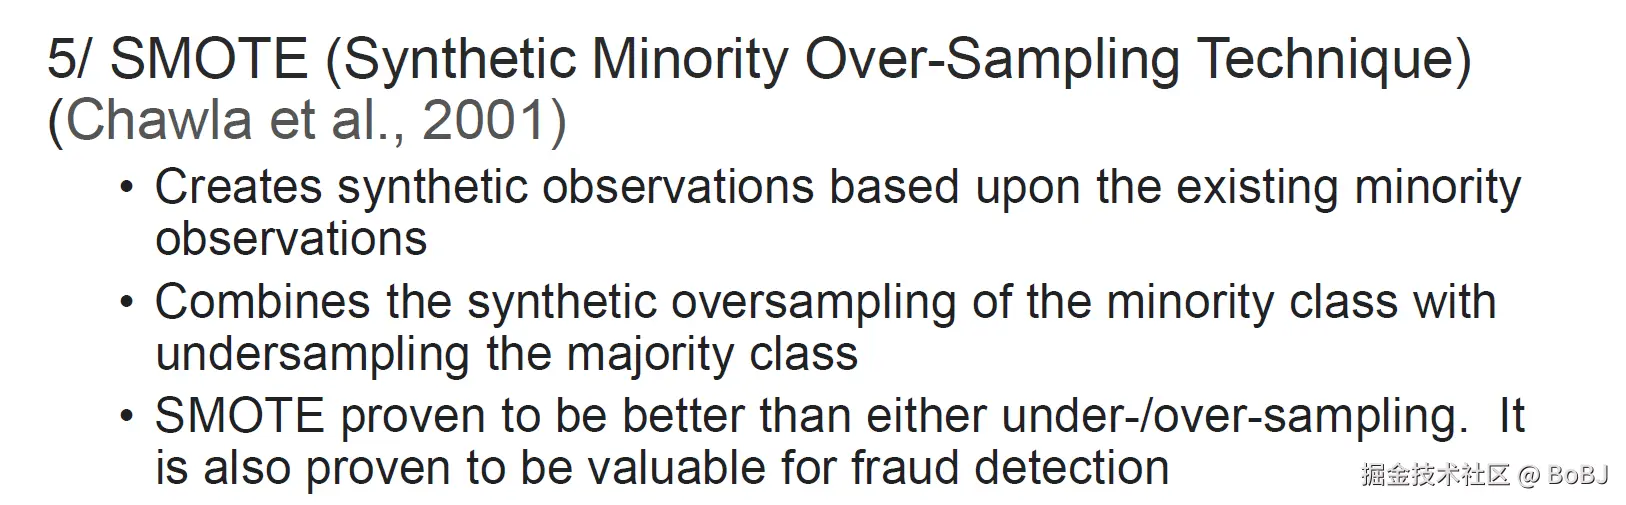 5/ SMOTE (Synthetic Minority Over-Sampling Technique)
(Chawla et al., 2001)
• Creates synthetic observations based upon the existing minority
observations
• Combines the synthetic oversampling of the minority class with
undersampling the majority class
• SMOTE proven to be better than either under-/over-sampling.  It
is also proven to be valuable for fraud detection
掘金技术社区 @ BoBJ